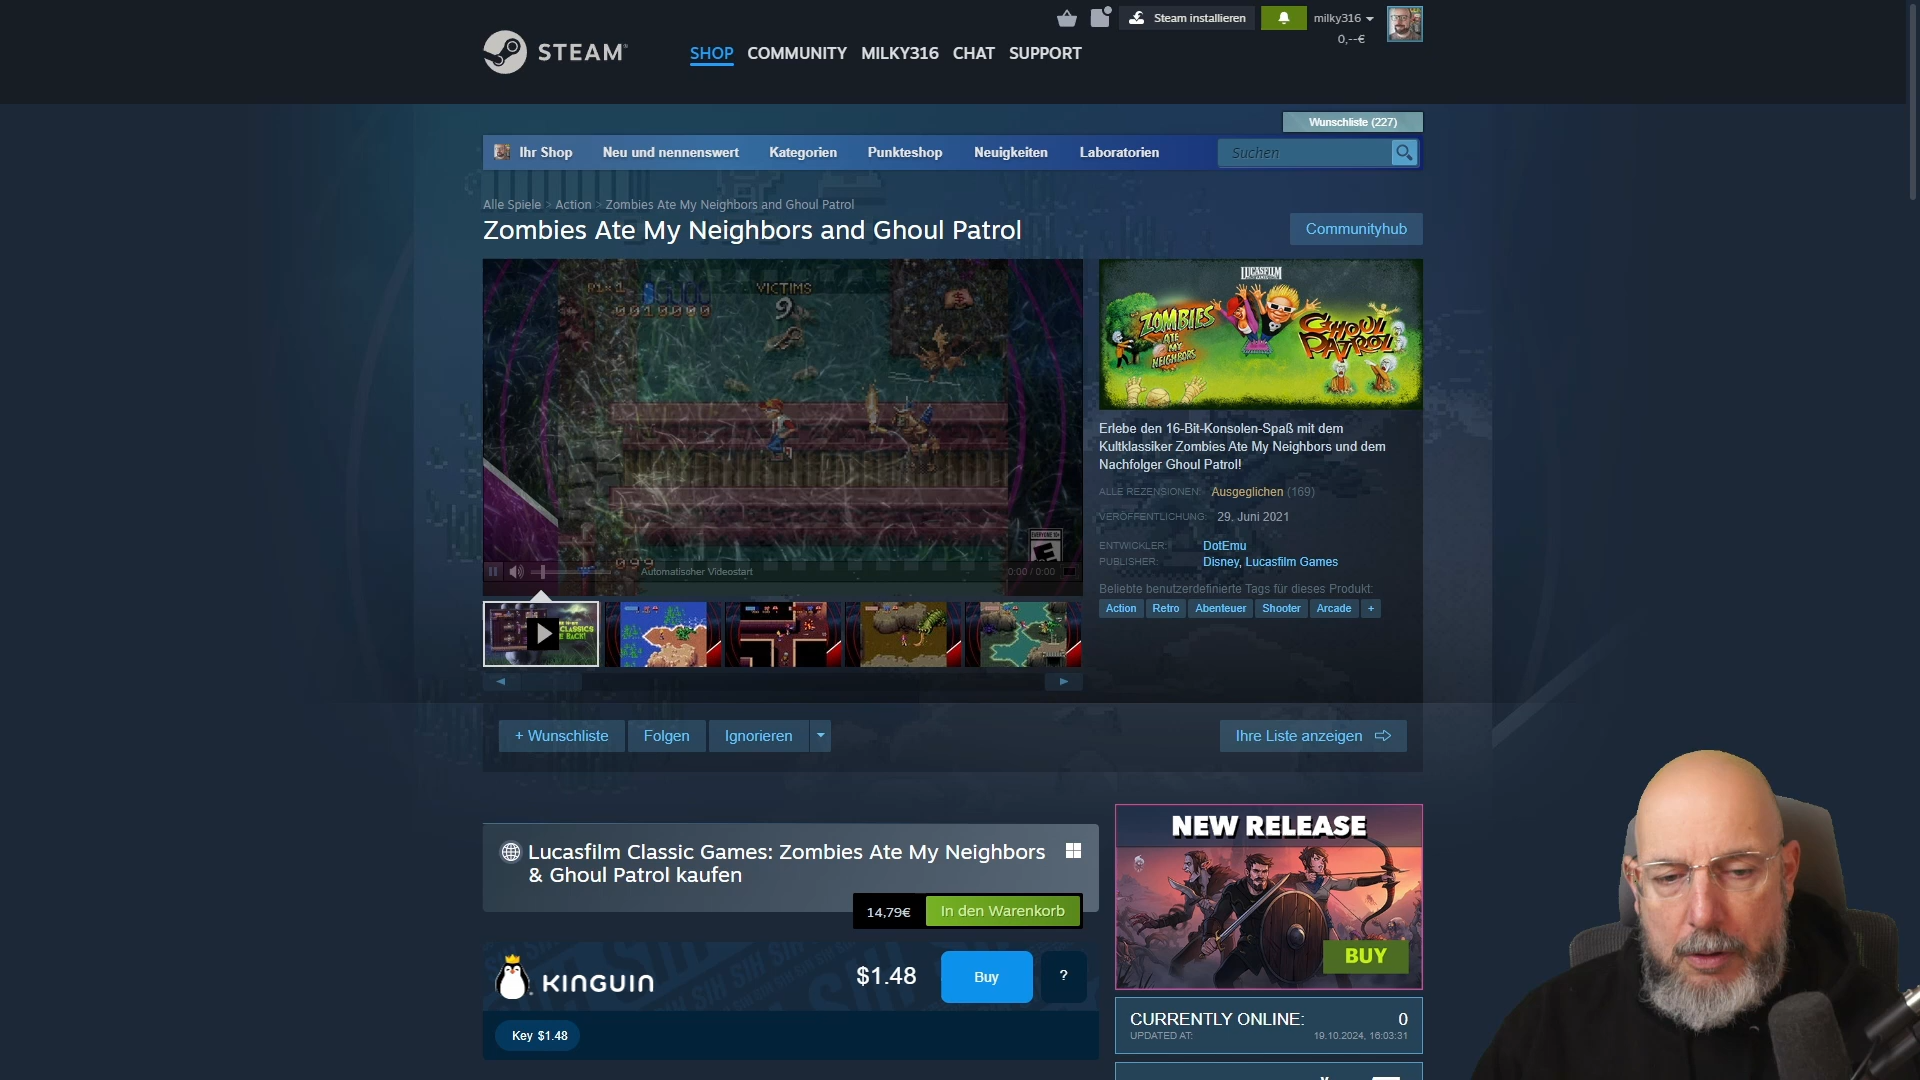 Steam installieren
milky316
0,--€
STEAM
SHOP COMMUNITY MILKY316 CHAT SUPPORT
Wunschliste (227)
Ihr Shop Neu und nennenswert Kategorien Punkteshop Neuigkeiten Laboratorien Suchen
Alle Spiele > Action > Zombies Ate My Neighbors and Ghoul Patrol
Zombies Ate My Neighbors and Ghoul Patrol
Communityhub
VICTIMS
9
0010000
Automatischer Videostart
0:00 / 0:00
E
LUCASFILM
ZOMBIES
ATE
MY
NEIGHBORS
GHOUL
PATROL
Erlebe den 16-Bit-Konsolen-Spaß mit dem
Kultklassiker Zombies Ate My Neighbors und dem
Nachfolger Ghoul Patrol!
ALLE REZENSIONEN: Ausgeglichen (169)
VERÖFFENTLICHUNG: 29. Juni 2021
ENTWICKLER: DotEmu
PUBLISHER: Disney, Lucasfilm Games
Beliebte benutzerdefinierte Tags für dieses Produkt:
Action Retro Abenteuer Shooter Arcade +
+ Wunschliste Folgen Ignorieren
Ihre Liste anzeigen
Lucasfilm Classic Games: Zombies Ate My Neighbors
& Ghoul Patrol kaufen
14,79€ In den Warenkorb
KINGUIN $1.48 Buy ?
Key $1.48
NEW RELEASE
BUY
CURRENTLY ONLINE: 0
UPDATED AT: 19.10.2024, 16:03:31